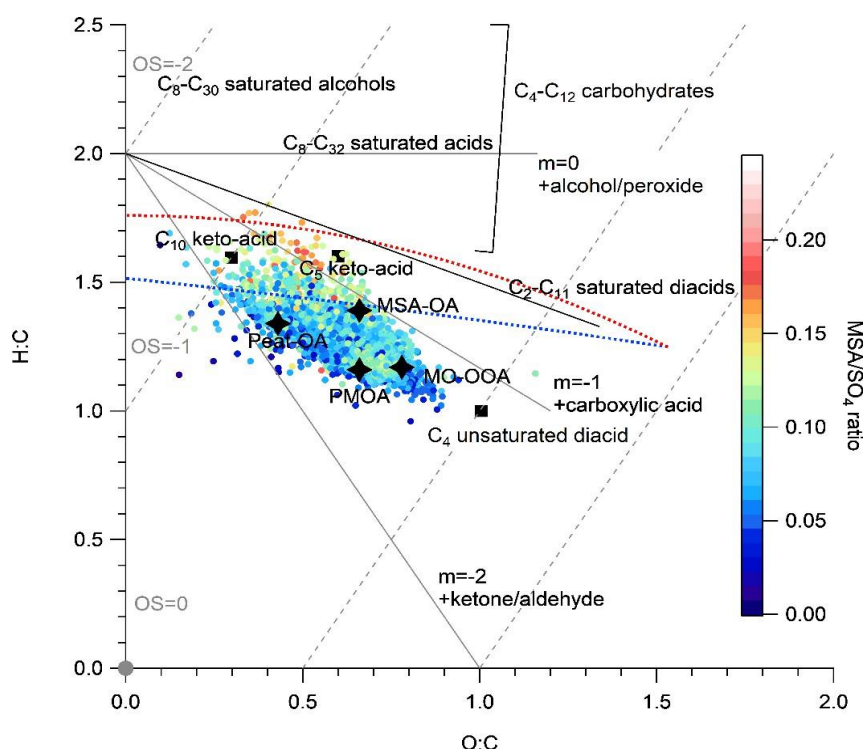 2.5
OS=-2
C₈-C₃₀ saturated alcohols
C₄-C₁₂ carbohydrates
2.0
C₈-C₃₂ saturated acids
m=0
+alcohol/peroxide
C₁₀ keto-acid
1.5
C₅ keto-acid
C₂-C₁₁ saturated diacids
MSA-OA
OS=-1
Peat-OA
PMOA
MO-OOA
m=-1
+carboxylic acid
1.0
C₄ unsaturated diacid
0.5
m=-2
+ketone/aldehyde
OS=0
0.0
H:C
0.0
0.5
1.0
1.5
2.0
O:C
0.20
0.15
0.10
0.05
0.00
MSA/SO₄ ratio